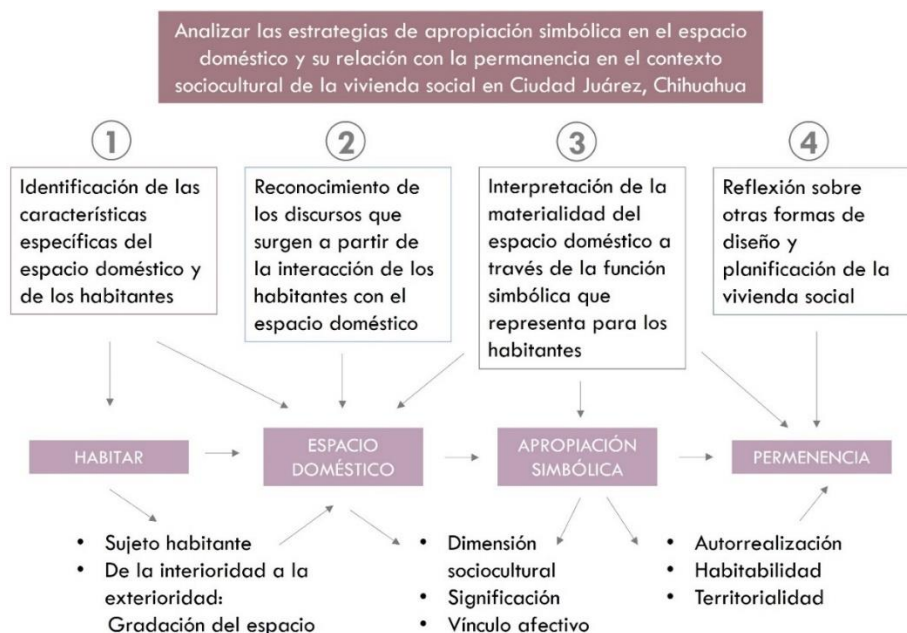 Analizar las estrategias de apropiación simbólica en el espacio
doméstico y su relación con la permanencia en el contexto
sociocultural de la vivienda social en Ciudad Juárez, Chihuahua
1
Identificación de las
características
específicas del
espacio doméstico y
de los habitantes
2
Reconocimiento de
los discursos que
surgen a partir de
la interacción de los
habitantes con el
espacio doméstico
3
Interpretación de la
materialidad del
espacio doméstico a
través de la función
simbólica que
representa para los
habitantes
4
Reflexión sobre
otras formas de
diseño y
planificación de la
vivienda social
HABITAR
ESPACIO
DOMÉSTICO
APROPIACIÓN
SIMBÓLICA
PERMENENCIA
• Sujeto habitante
• De la interioridad a la
exterioridad:
Gradación del espacio
• Dimensión
sociocultural
• Significación
• Vínculo afectivo
• Autorrealización
• Habitabilidad
• Territorialidad